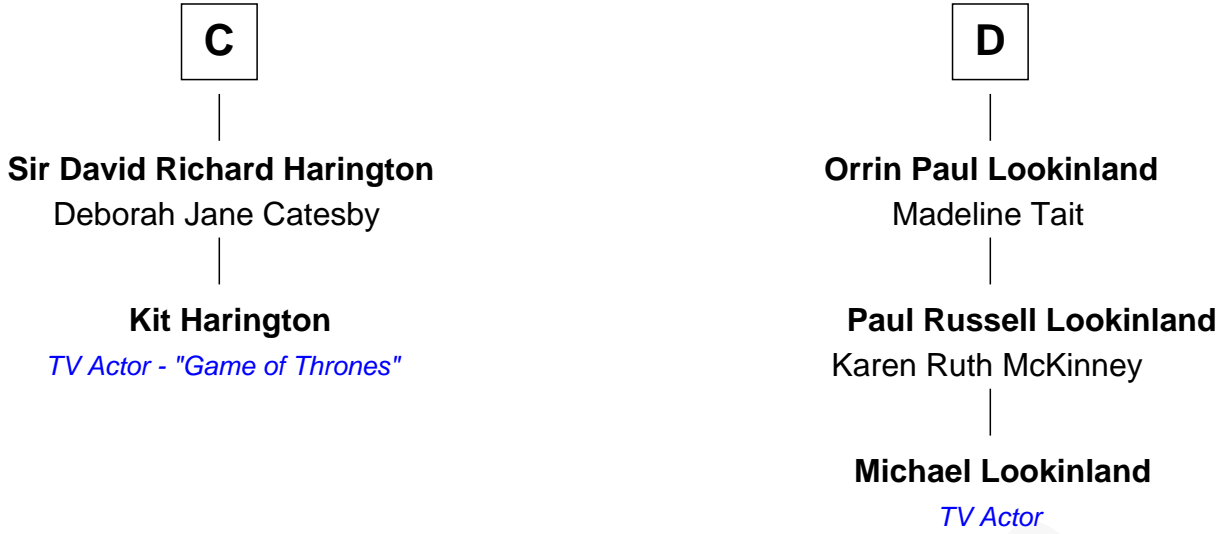 C
Sir David Richard Harington
Deborah Jane Catesby
Kit Harington
TV Actor - "Game of Thrones"
D
Orrin Paul Lookinland
Madeline Tait
Paul Russell Lookinland
Karen Ruth McKinney
Michael Lookinland
TV Actor